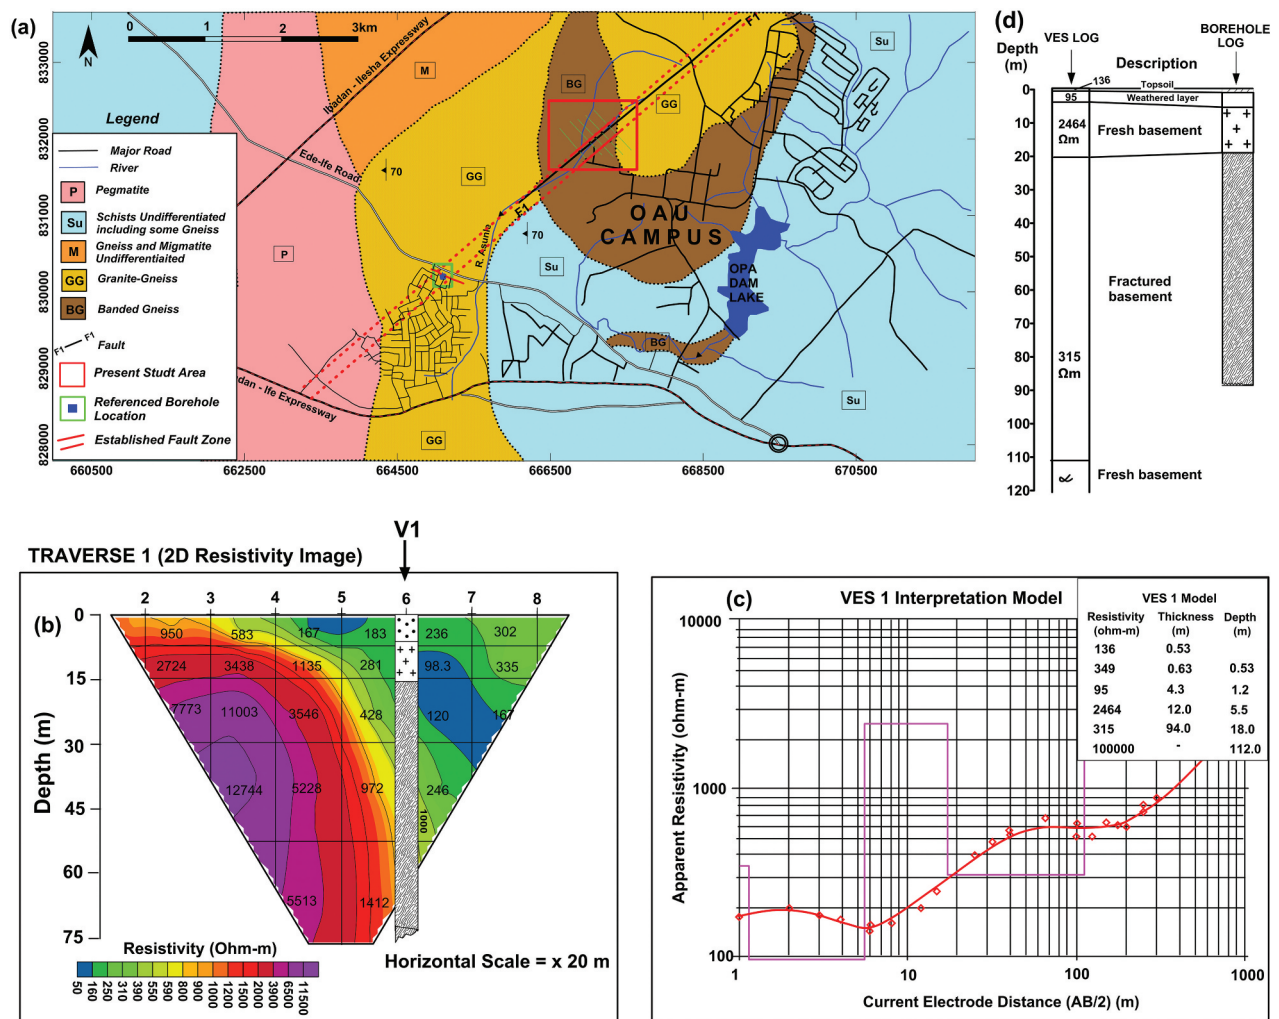 (a)
0 1 2 3km
N
8333000
8332000
8331000
8330000
8329000
8328000
660500 662500 664500 666500 668500 670500
Ibadan - Ilesha Expressway
Ede-Ife Road
R. Asunle
dan - Ife Expressway
M
BG
GG
Su
F1
70
GG
P
F1
70
Su
OAU
CAMPUS
OPA
DAM
LAKE
BG
Su
GG
Legend
Major Road
River
P Pegmatite
Su Schists Undifferentiated
including some Gneiss
M Gneiss and Migmatite
Undifferentiaited
GG Granite-Gneiss
BG Banded Gneiss
F1 F1 Fault
Present Studt Area
Referenced Borehole
Location
Established Fault Zone
(d)
VES LOG
BOREHOLE
LOG
Depth
(m)
Description
0
10
20
30
40
50
60
70
80
90
100
110
120
136
95
2464
Ωm
315
Ωm
Topsoil
Weathered layer
Fresh basement
Fractured
basement
Fresh basement
V1
TRAVERSE 1 (2D Resistivity Image)
(b)
2 3 4 5 6 7 8
Depth (m)
0
15
30
45
60
75
950 583 167 183 236 302
2724 3438 1135 281 98.3 335
7773 11003 3546 428 120 167
12744 5228 972 246
1000
5513 1412
Resistivity (Ohm-m)
50 160 250 310 390 550 580 800 900 1000 1200 1500 2000 3900 6500 11500
Horizontal Scale = x 20 m
(c)
VES 1 Interpretation Model
Apparent Resistivity (ohm-m)
10000
1000
100
1 10 100 1000
Current Electrode Distance (AB/2) (m)
VES 1 Model
Resistivity Thickness Depth
(ohm-m) (m) (m)
136 0.53
349 0.63 0.53
95 4.3 1.2
2464 12.0 5.5
315 94.0 18.0
100000 - 112.0